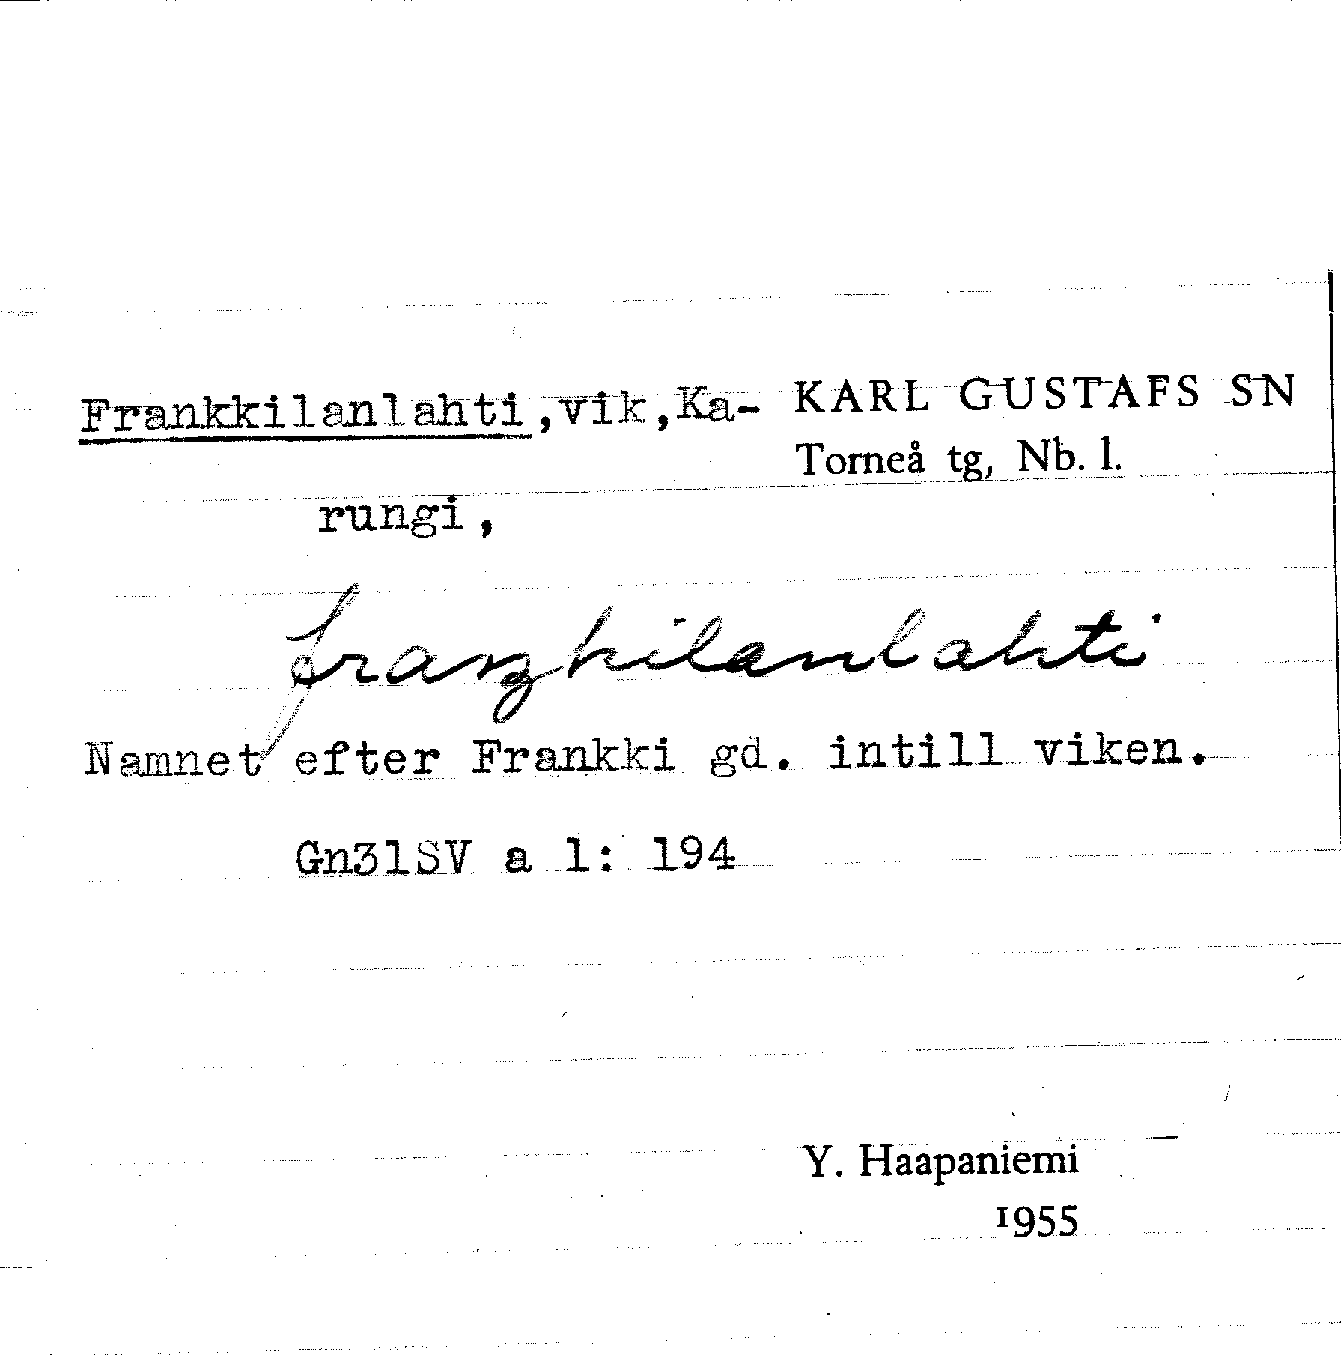 Frankkilanlahti,vik,Ka- KARL GUSTAFS SN
Torneå tg, Nb. l.
rungi,
fraŋkilanlahti
Namnet efter Frankki gd. intill viken.
Gn31SV a 1: 194
Y. Haapaniemi
1955